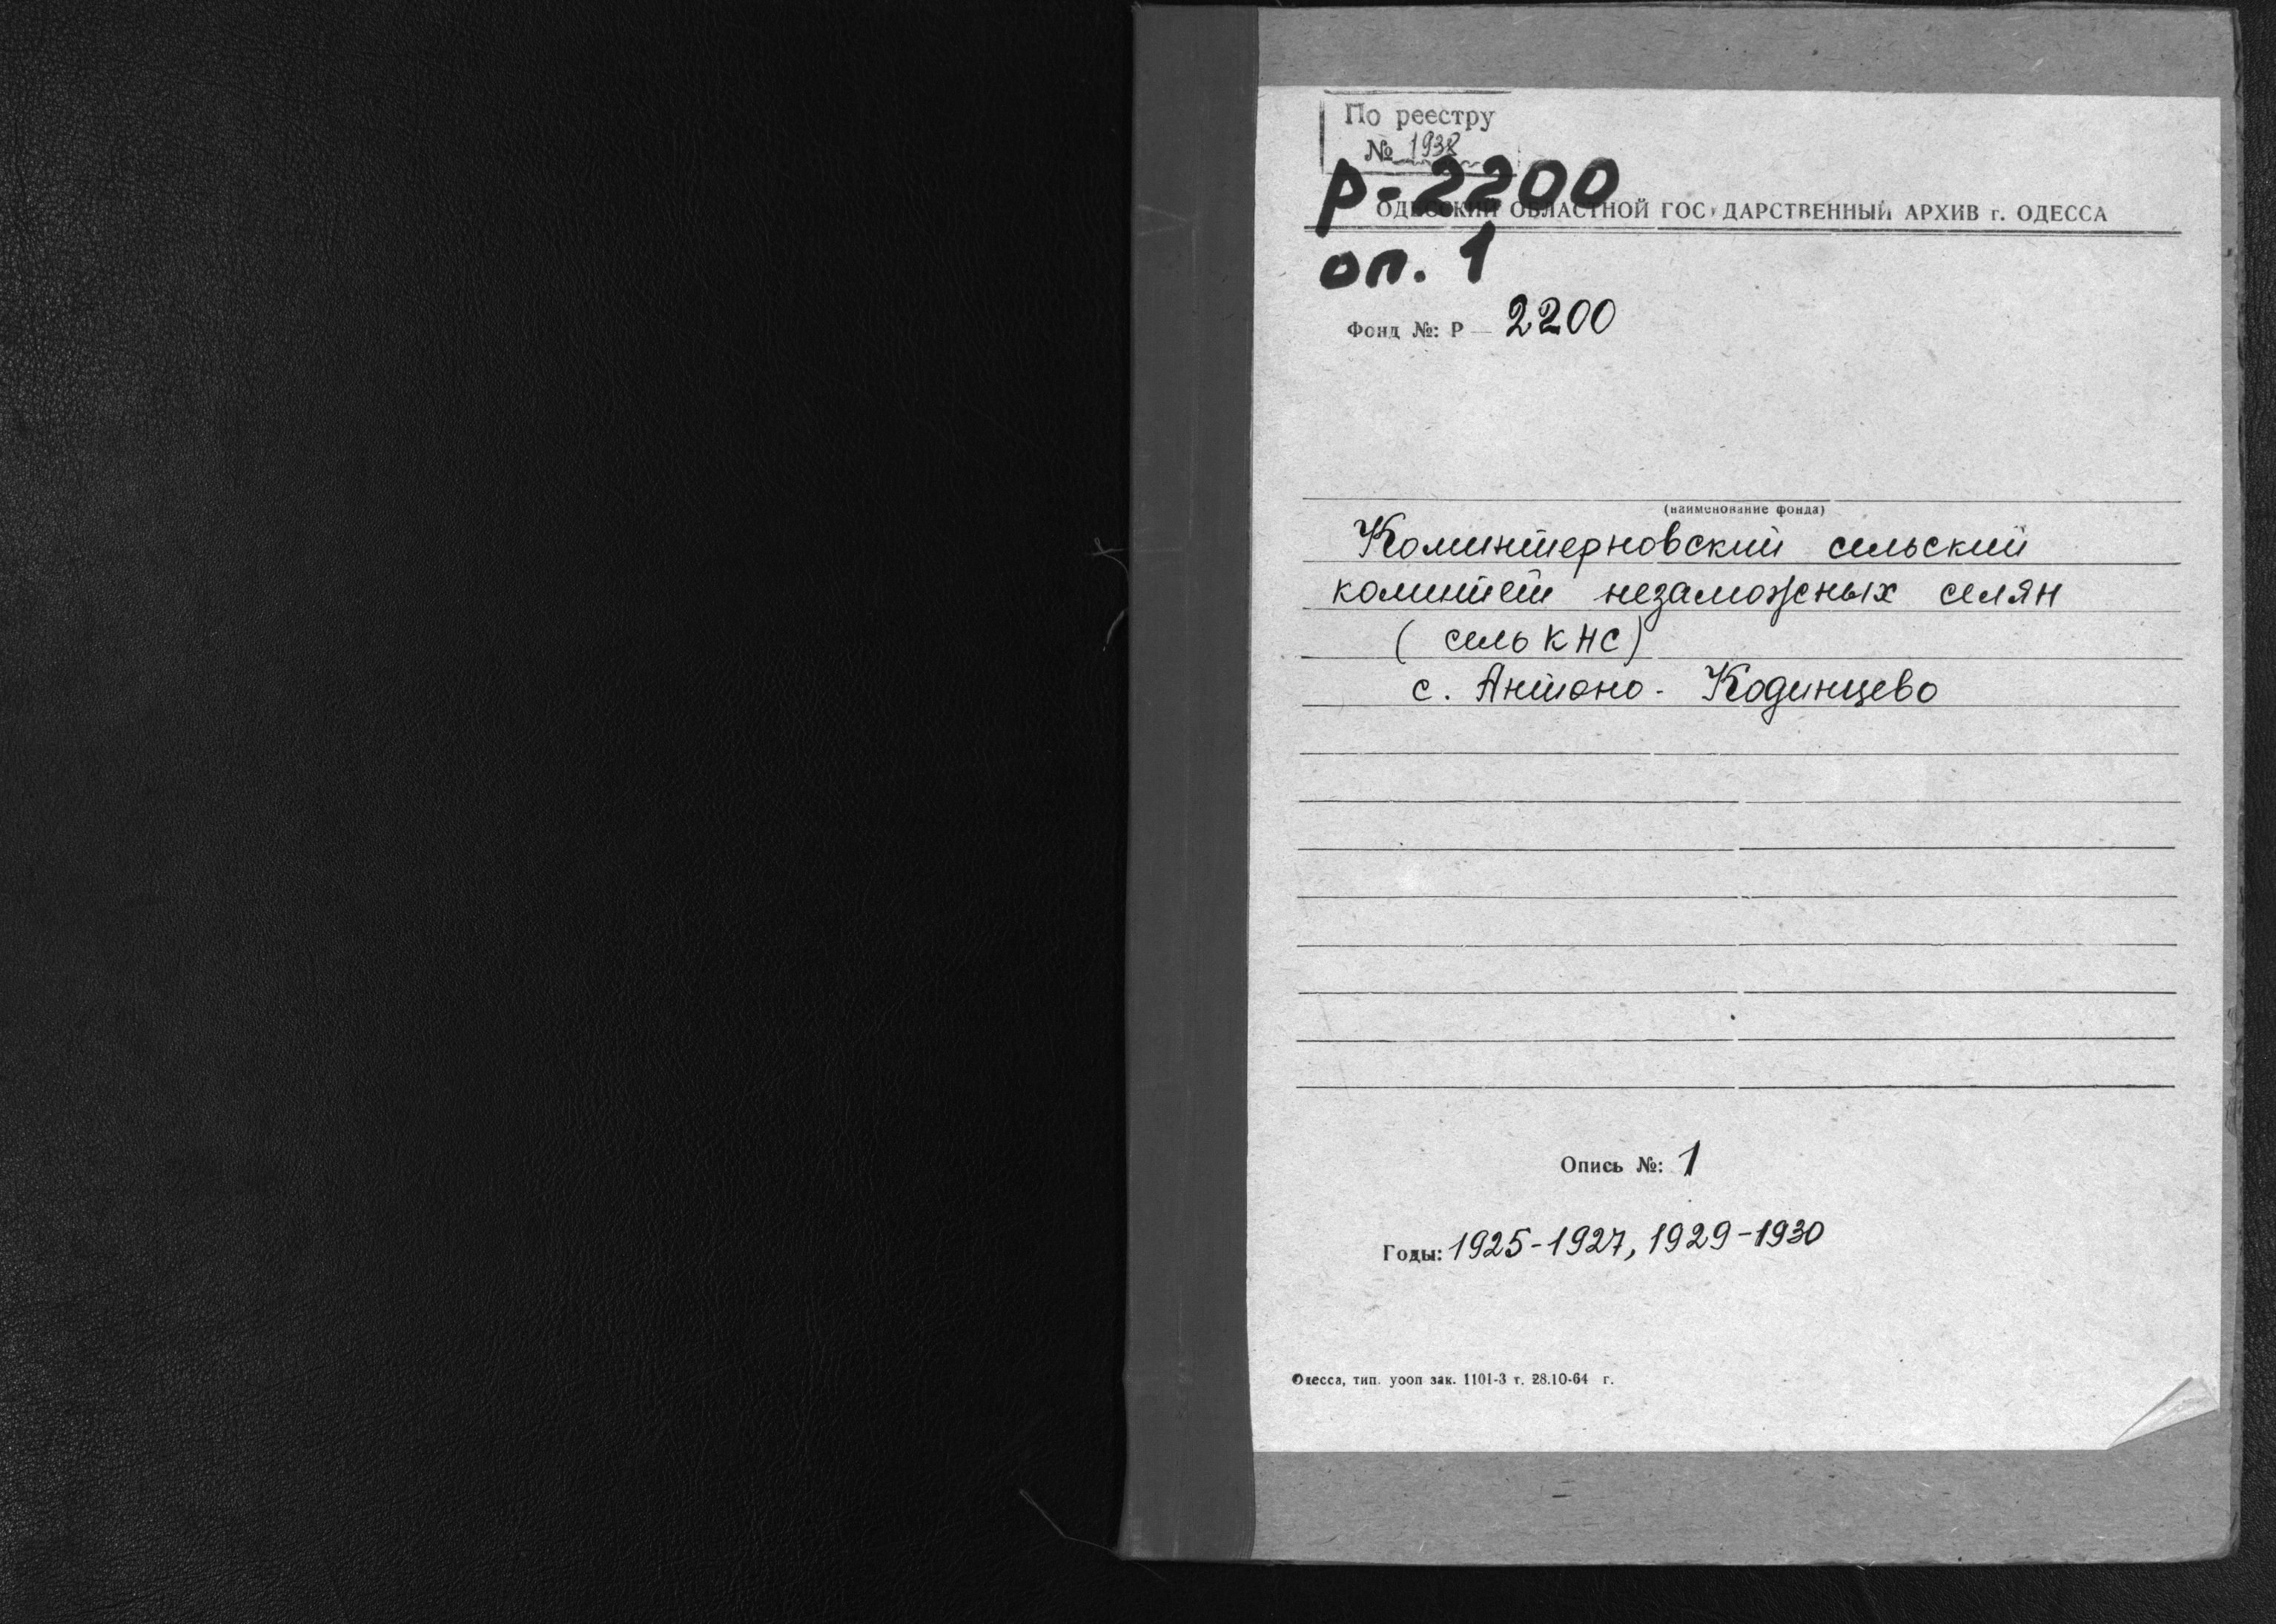 По реестру
№ 1938
Р-2200
ОДЕССКИЙ ОБЛАСТНОЙ ГОСУДАРСТВЕННЫЙ АРХИВ г. ОДЕССА
оп. 1
Фонд №: Р — 2200
(наименование фонда)
Коминтерновский сельский
комитет незаможных селян
( сель КНС)
с. Антоно - Кодинцево
Опись №: 1
Годы: 1925-1927, 1929-1930
Одесса, тип. уооп зак. 1101-3 т. 28.10-64 г.